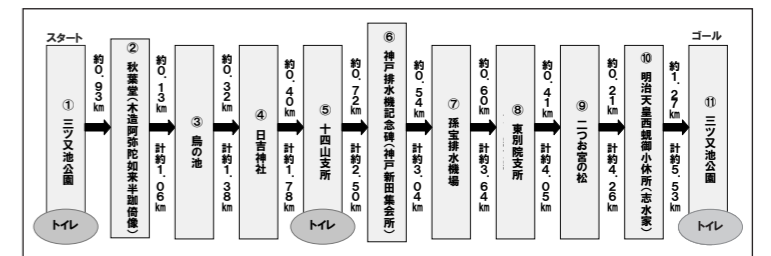 スタート
① 三ツ又池公園
トイレ
約0.93km
② 秋葉堂(木造阿弥陀如来半跏倚像)
約0.13km 計約1.06km
③ 鳥の池
約0.32km 計約1.38km
④ 日吉神社
約0.40km 計約1.78km
⑤ 十四山支所
トイレ
約0.72km 計約2.50km
⑥ 神戸排水機記念碑(神戸新田集会所)
約0.54km 計約3.04km
⑦ 孫宝排水機場
約0.60km 計約3.64km
⑧ 東別院支所
約0.41km 計約4.05km
⑨ 二つお宮の松
約0.21km 計約4.26km
⑩ 明治天皇西蜆御小休所(志水家)
約1.27km 計約5.53km
ゴール
⑪ 三ツ又池公園
トイレ